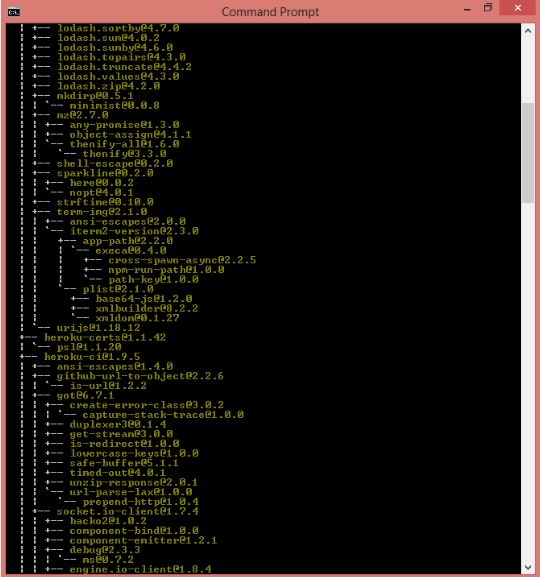 Command Prompt
| | +-- lodash.sortby@4.7.0
| | +-- lodash.sum@4.0.2
| | +-- lodash.sumby@4.6.0
| | +-- lodash.topairs@4.3.0
| | +-- lodash.truncate@4.4.2
| | +-- lodash.values@4.3.0
| | +-- lodash.zip@4.2.0
| | +-- mkdirp@0.5.1
| | | `-- minimist@0.0.8
| | +-- mz@2.7.0
| | | +-- any-promise@1.3.0
| | | +-- object-assign@4.1.1
| | | `-- thenify-all@1.6.0
| | |   `-- thenify@3.3.0
| | +-- shell-escape@0.2.0
| | +-- sparkline@0.2.0
| | | +-- here@0.0.2
| | | `-- nopt@4.0.1
| | +-- strftime@0.10.0
| | +-- term-img@2.1.0
| | | +-- ansi-escapes@2.0.0
| | | `-- iterm2-version@2.3.0
| | |   +-- app-path@2.2.0
| | |   | `-- execa@0.4.0
| | |   |   +-- cross-spawn-async@2.2.5
| | |   |   +-- npm-run-path@1.0.0
| | |   |   `-- path-key@1.0.0
| | |   `-- plist@2.1.0
| | |     +-- base64-js@1.2.0
| | |     +-- xmlbuilder@8.2.2
| | |     `-- xmldom@0.1.27
| | `-- urijs@1.18.12
| +-- heroku-certs@1.1.42
| | `-- psl@1.1.20
| +-- heroku-ci@1.9.5
| | +-- ansi-escapes@1.4.0
| | +-- github-url-to-object@2.2.6
| | | `-- is-url@1.2.2
| | +-- got@6.7.1
| | | +-- create-error-class@3.0.2
| | | | `-- capture-stack-trace@1.0.0
| | | +-- duplexer3@0.1.4
| | | +-- get-stream@3.0.0
| | | +-- is-redirect@1.0.0
| | | +-- lowercase-keys@1.0.0
| | | +-- safe-buffer@5.1.1
| | | +-- timed-out@4.0.1
| | | +-- unzip-response@2.0.1
| | | `-- url-parse-lax@1.0.0
| | |   `-- prepend-http@1.0.4
| | +-- socket.io-client@1.7.4
| | | +-- backo2@1.0.2
| | | +-- component-bind@1.0.0
| | | +-- component-emitter@1.2.1
| | | +-- debug@2.3.3
| | | | `-- ms@0.7.2
| | | +-- engine.io-client@1.8.4